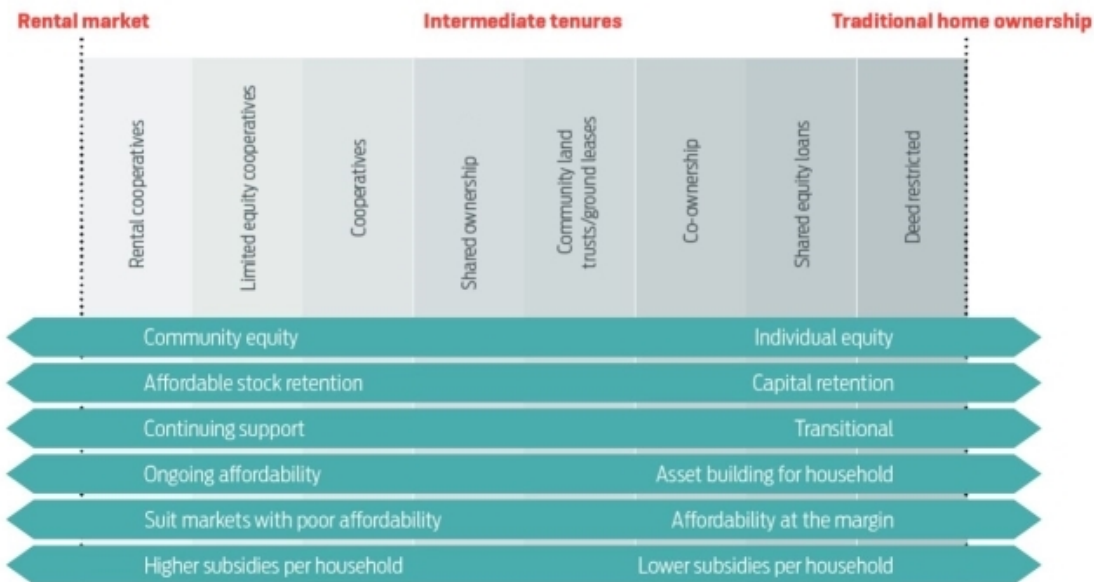 Rental market
Intermediate tenures
Traditional home ownership
Rental cooperatives
Limited equity cooperatives
Cooperatives
Shared ownership
Community land
trusts/ground leases
Co-ownership
Shared equity loans
Deed restricted
Community equity
Individual equity
Affordable stock retention
Capital retention
Continuing support
Transitional
Ongoing affordability
Asset building for household
Suit markets with poor affordability
Affordability at the margin
Higher subsidies per household
Lower subsidies per household